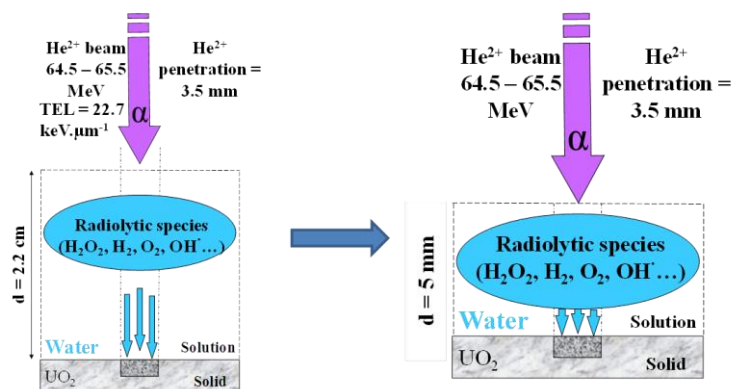 He²⁺ beam
64.5 – 65.5
MeV
TEL = 22.7
keV.µm⁻¹
He²⁺
penetration =
3.5 mm
α
d = 2.2 cm
Radiolytic species
(H₂O₂, H₂, O₂, OH˙…)
Water
Solution
UO₂
Solid
He²⁺ beam
64.5 – 65.5
MeV
He²⁺
penetration =
3.5 mm
α
d = 5 mm
Radiolytic species
(H₂O₂, H₂, O₂, OH˙…)
Water
Solution
UO₂
Solid